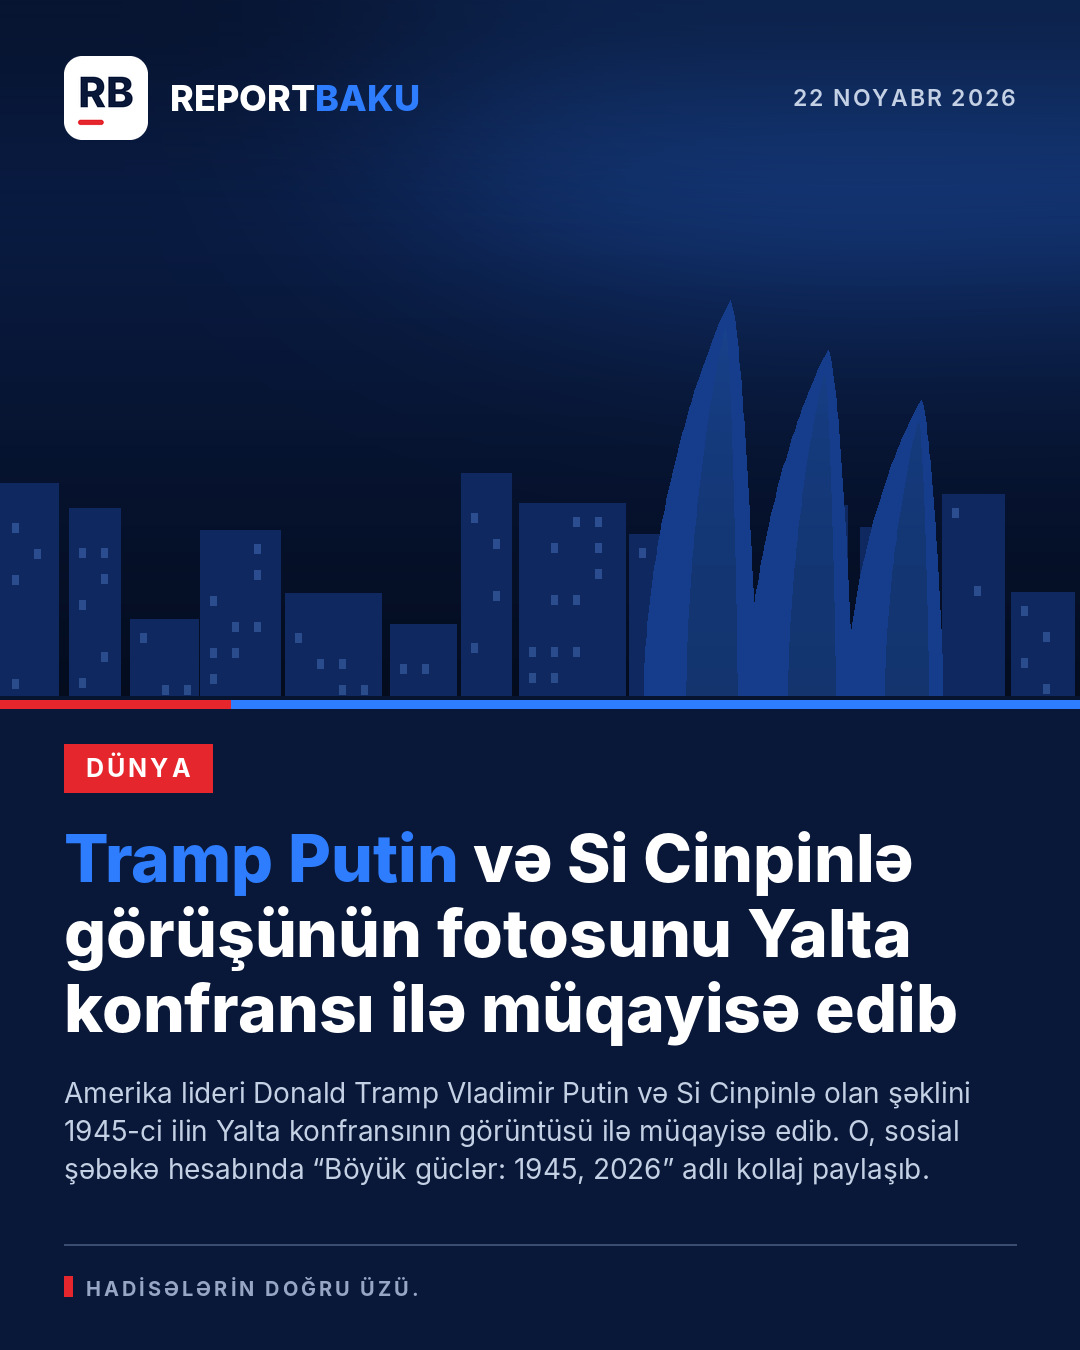 RB
REPORTBAKU
22 NOYABR 2026
DÜNYA
Tramp Putin və Si Cinpinlə
görüşünün fotosunu Yalta
konfransı ilə müqayisə edib
Amerika lideri Donald Tramp Vladimir Putin və Si Cinpinlə olan şəklini
1945-ci ilin Yalta konfransının görüntüsü ilə müqayisə edib. O, sosial
şəbəkə hesabında “Böyük güclər: 1945, 2026” adlı kollaj paylaşıb.
HADİSƏLƏRİN DOĞRU ÜZÜ.